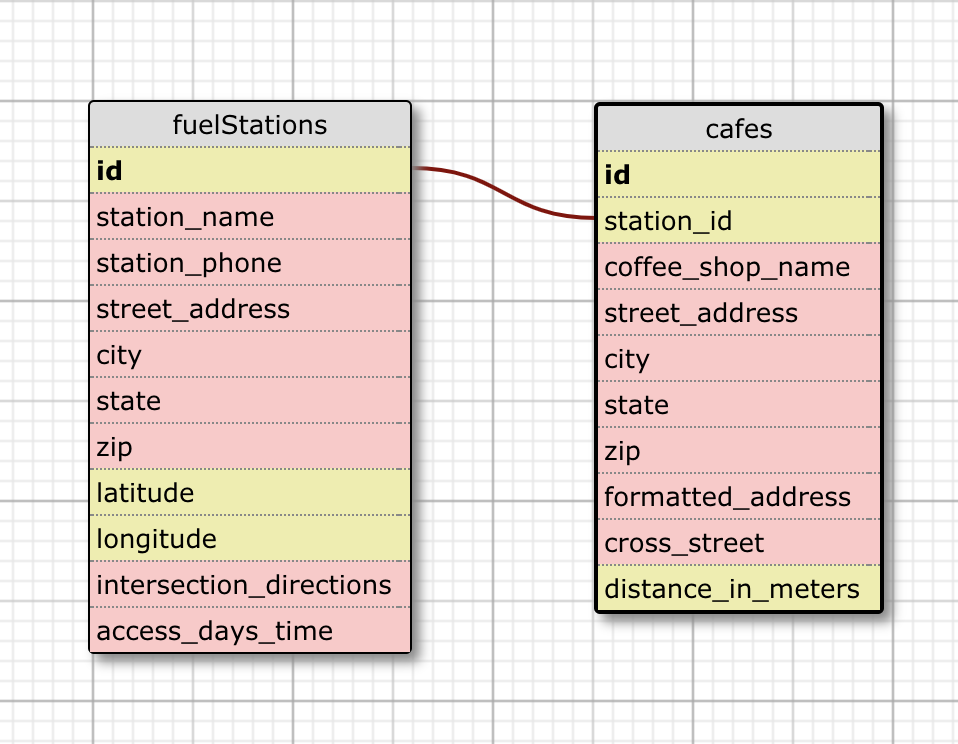 fuelStations
id
station_name
station_phone
street_address
city
state
zip
latitude
longitude
intersection_directions
access_days_time
cafes
id
station_id
coffee_shop_name
street_address
city
state
zip
formatted_address
cross_street
distance_in_meters